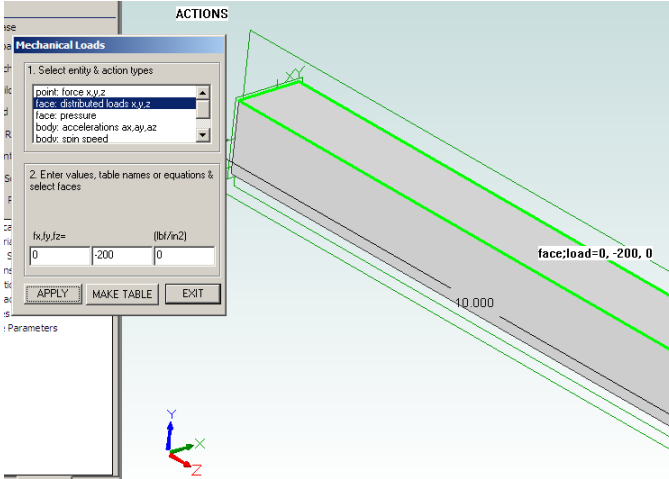 ACTIONS
Mechanical Loads
1. Select entity & action types
point: force x,y,z
face: distributed loads x,y,z
face: pressure
body: accelerations ax,ay,az
body: spin speed
2. Enter values, table names or equations &
select faces
fx,fy,fz= (lbf/in2)
0 -200 0
APPLY MAKE TABLE EXIT
Parameters
XY
face;load=0, -200, 0
10.000
Y
X
Z